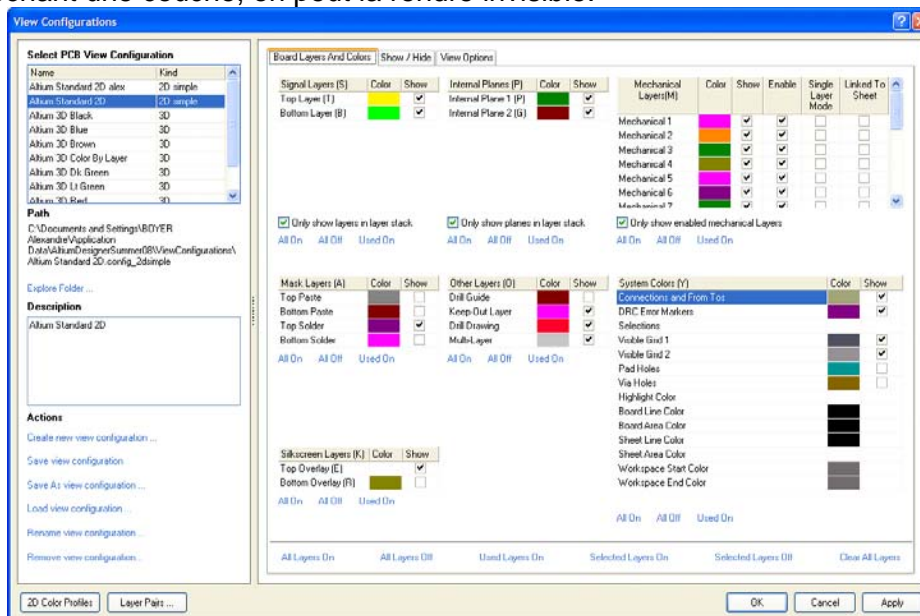 une couche, on peut la rendre invisible.
View Configurations
Select PCB View Configuration
Name Kind
Altium Standard 2D alex 2D simple
Altium Standard 2D 2D simple
Altium 3D Black 3D
Altium 3D Blue 3D
Altium 3D Brown 3D
Altium 3D Color By Layer 3D
Altium 3D Dk Green 3D
Altium 3D Lt Green 3D
Altium 3D Red 3D
Path
C:\Documents and Settings\BOYER
Alexandre\Application
Data\AltiumDesignerSummer08\ViewConfigurations\
Altium Standard 2D.config_2dsimple
Explore Folder ...
Description
Altium Standard 2D
Actions
Create new view configuration ...
Save view configuration
Save As view configuration ...
Load view configuration ...
Rename view configuration...
Remove view configuration...
2D Color Profiles Layer Pairs ...
Board Layers And Colors Show / Hide View Options
Signal Layers (S) Color Show
Top Layer (T)
Bottom Layer (B)
Only show layers in layer stack
All On All Off Used On
Internal Planes (P) Color Show
Internal Plane 1 (P)
Internal Plane 2 (G)
Only show planes in layer stack
All On All Off Used On
Mechanical Layers(M) Color Show Enable Single Layer Mode Linked To Sheet
Mechanical 1
Mechanical 2
Mechanical 3
Mechanical 4
Mechanical 5
Mechanical 6
Mechanical 7
Only show enabled mechanical Layers
All On All Off Used On
Mask Layers (A) Color Show
Top Paste
Bottom Paste
Top Solder
Bottom Solder
All On All Off Used On
Other Layers (O) Color Show
Drill Guide
Keep-Out Layer
Drill Drawing
Multi-Layer
All On All Off Used On
System Colors (Y) Color Show
Connections and From Tos
DRC Error Markers
Selections
Visible Grid 1
Visible Grid 2
Pad Holes
Via Holes
Highlight Color
Board Line Color
Board Area Color
Sheet Line Color
Sheet Area Color
Workspace Start Color
Workspace End Color
All On All Off Used On
Silkscreen Layers (K) Color Show
Top Overlay (E)
Bottom Overlay (R)
All On All Off Used On
All Layers On All Layers Off Used Layers On Selected Layers On Selected Layers Off Clear All Layers
OK Cancel Apply